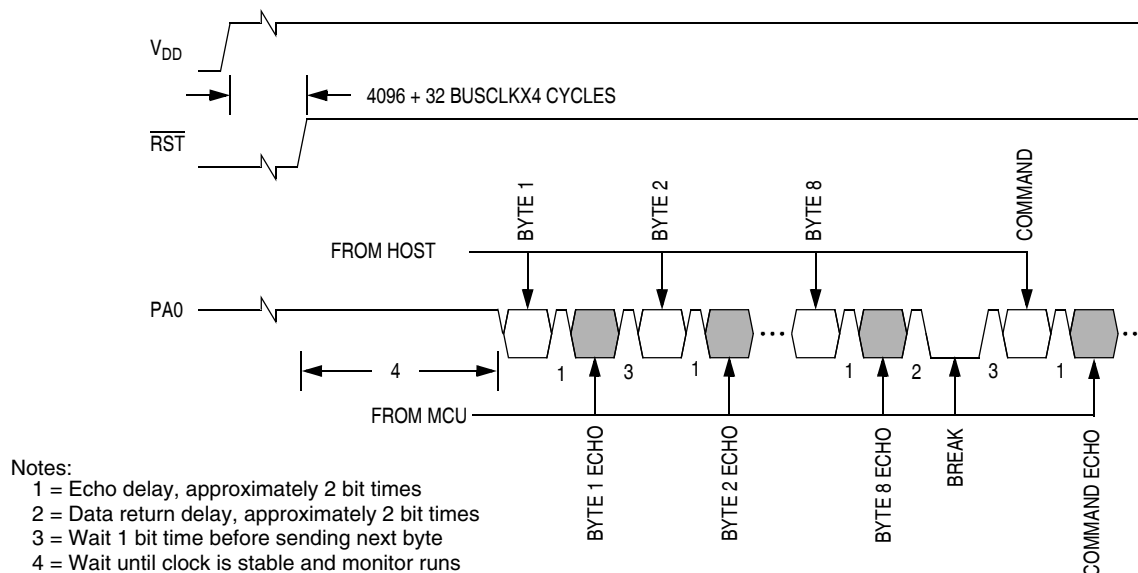 VDD
4096 + 32 BUSCLKX4 CYCLES
RST
FROM HOST
BYTE 1
BYTE 2
BYTE 8
COMMAND
PA0
...
...
4
1
3
1
1
2
3
1
FROM MCU
BYTE 1 ECHO
BYTE 2 ECHO
BYTE 8 ECHO
BREAK
COMMAND ECHO
Notes:
1 = Echo delay, approximately 2 bit times
2 = Data return delay, approximately 2 bit times
3 = Wait 1 bit time before sending next byte
4 = Wait until clock is stable and monitor runs